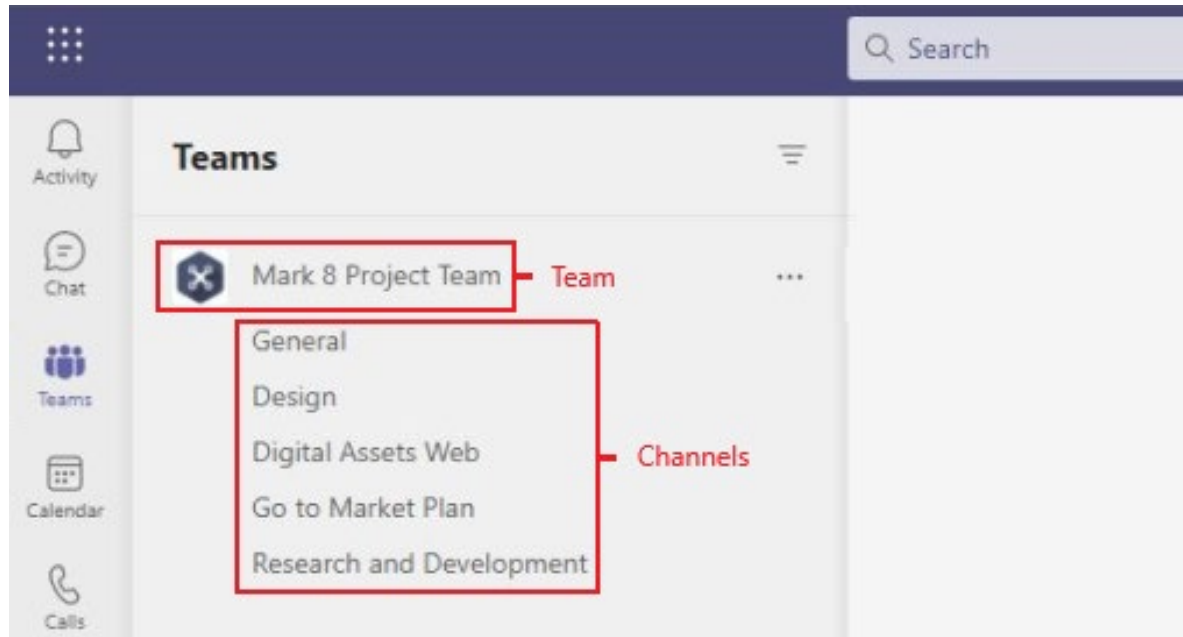 Search
Activity
Chat
Teams
Calendar
Calls
Teams
Mark 8 Project Team
Team
General
Design
Digital Assets Web
Go to Market Plan
Research and Development
Channels